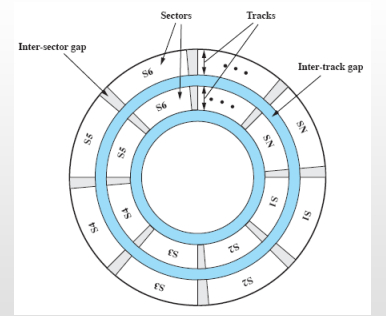 Sectors
Tracks
Inter-sector gap
Inter-track gap
S6
• • •
SN
S6
• • •
SN
S5
S5
S1
S1
S4
S4
S3
S2
S3
S2